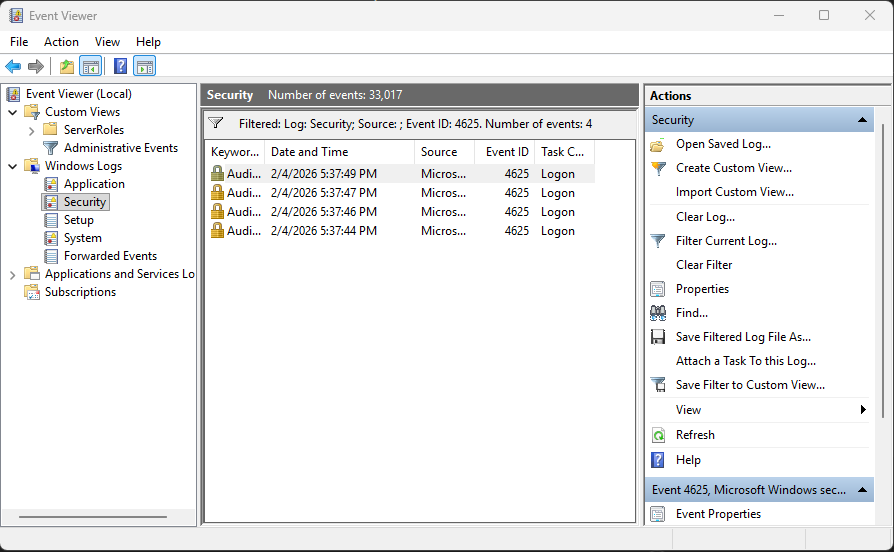 Event Viewer
File Action View Help
Event Viewer (Local)
Custom Views
ServerRoles
Administrative Events
Windows Logs
Application
Security
Setup
System
Forwarded Events
Applications and Services Lo
Subscriptions
Security Number of events: 33,017
Filtered: Log: Security; Source: ; Event ID: 4625. Number of events: 4
Keywor... Date and Time Source Event ID Task C...
Audi... 2/4/2026 5:37:49 PM Micros... 4625 Logon
Audi... 2/4/2026 5:37:47 PM Micros... 4625 Logon
Audi... 2/4/2026 5:37:46 PM Micros... 4625 Logon
Audi... 2/4/2026 5:37:44 PM Micros... 4625 Logon
Actions
Security
Open Saved Log...
Create Custom View...
Import Custom View...
Clear Log...
Filter Current Log...
Clear Filter
Properties
Find...
Save Filtered Log File As...
Attach a Task To this Log...
Save Filter to Custom View...
View
Refresh
Help
Event 4625, Microsoft Windows sec...
Event Properties